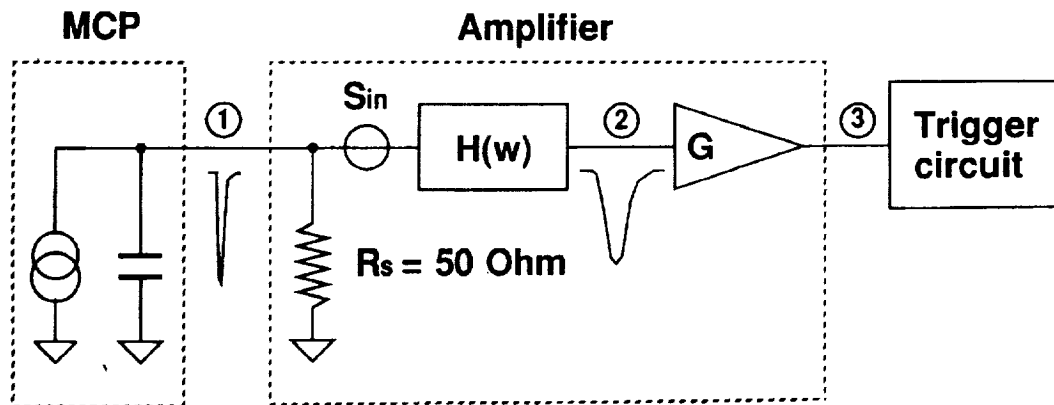 MCP
Amplifier
①
Sin
H(w)
②
G
③
Trigger
circuit
Rs = 50 Ohm